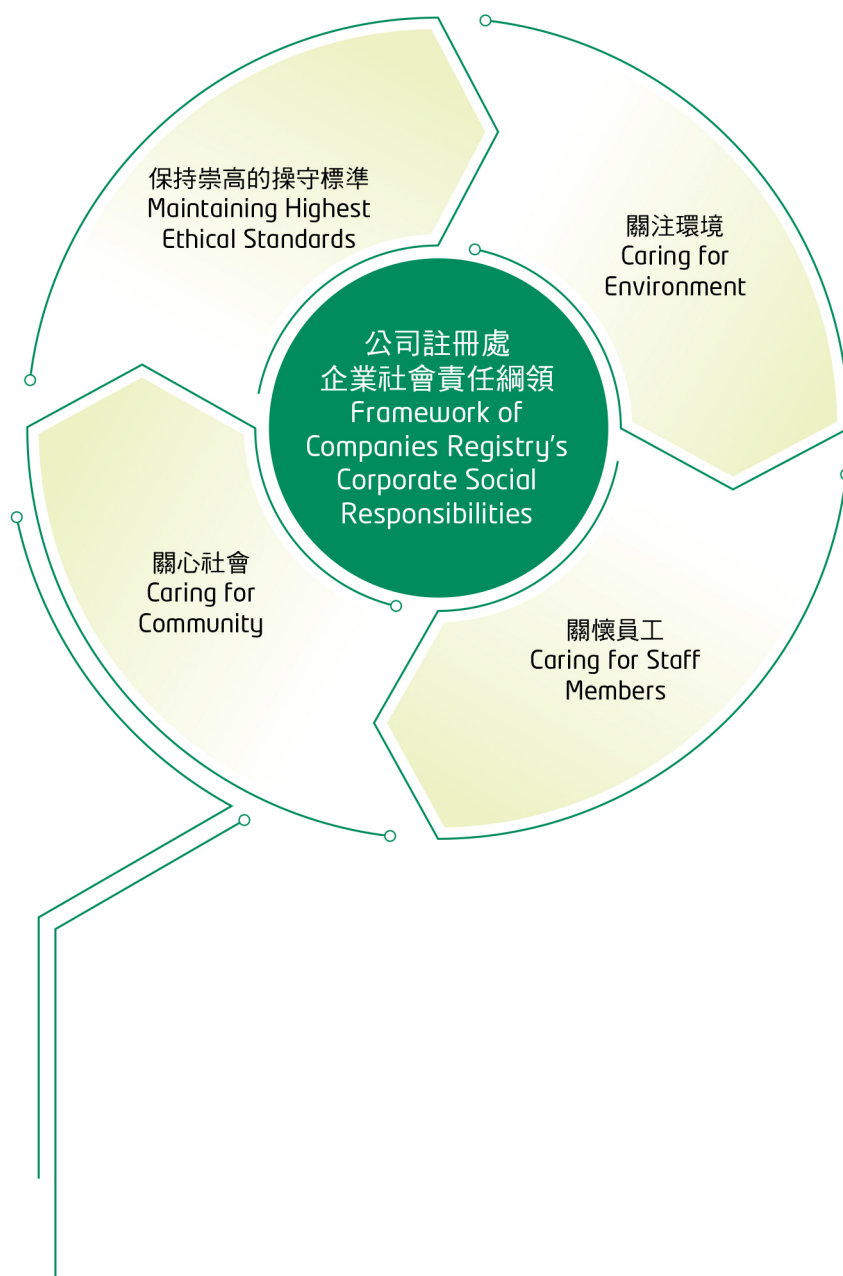 保持崇高的操守標準
Maintaining Highest
Ethical Standards
關注環境
Caring for
Environment
公司註冊處
企業社會責任綱領
Framework of
Companies Registry's
Corporate Social
Responsibilities
關心社會
Caring for
Community
關懷員工
Caring for Staff
Members